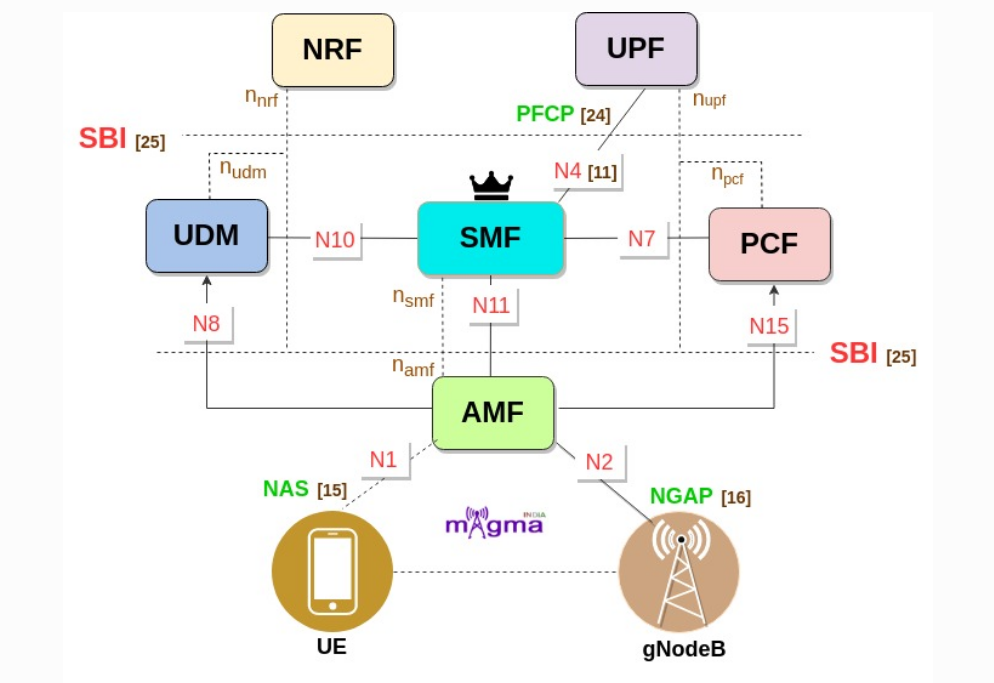 NRF
UPF
nnrf
nupf
PFCP [24]
SBI [25]
N4 [11]
nudm
npcf
UDM
N10
SMF
N7
PCF
nsmf
N11
N8
N15
SBI [25]
namf
AMF
N1
N2
NAS [15]
NGAP [16]
INDIA
magma
UE
gNodeB